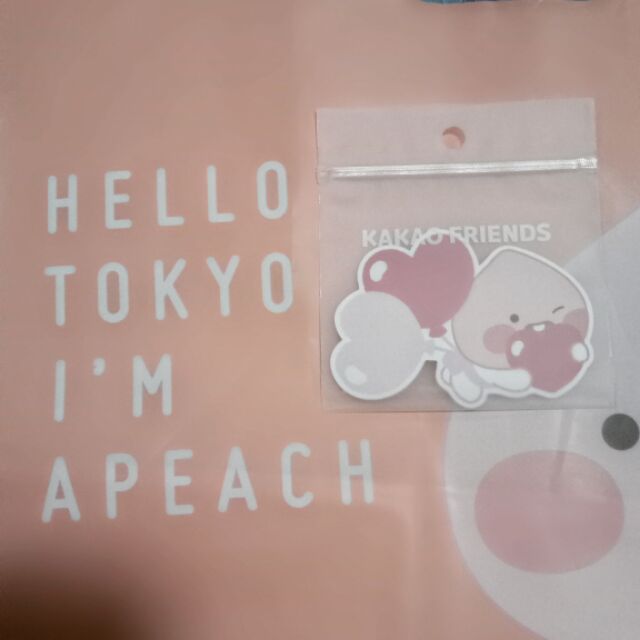 HELLO
TOKYO
I'M
APEACH
KAKAO FRIENDS